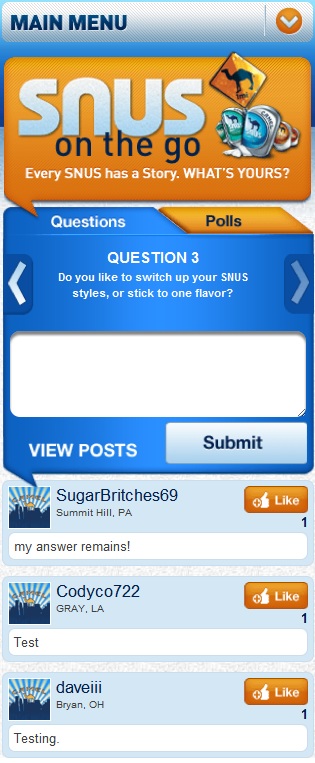 MAIN MENU
SNUS
on the go
Every SNUS has a Story. WHAT'S YOURS?
Questions
Polls
QUESTION 3
Do you like to switch up your SNUS
styles, or stick to one flavor?
VIEW POSTS
Submit
SugarBritches69
Summit Hill, PA
Like
1
my answer remains!
Codyco722
GRAY, LA
Like
1
Test
daveiii
Bryan, OH
Like
1
Testing.